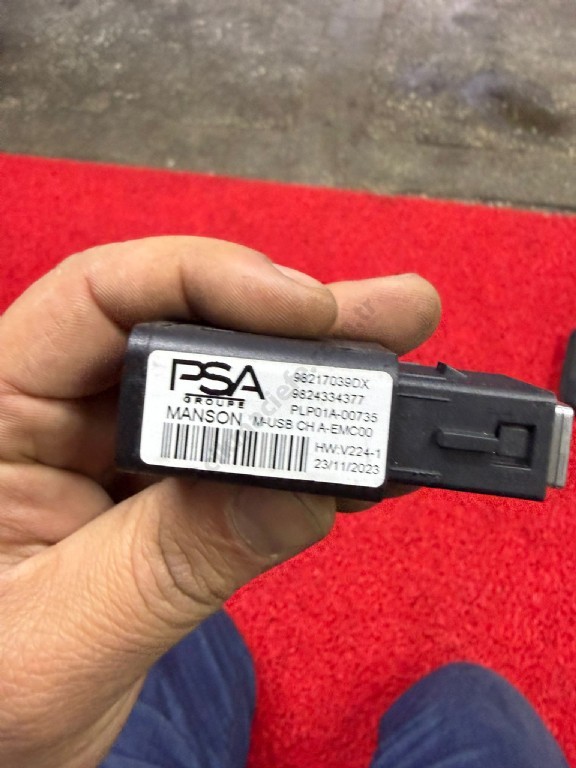 PSA
GROUPE
98217039DX
9824334377
PLP01A-00735
MANSON M-USB CH A-EMC00
HW:V224-1
23/11/2023